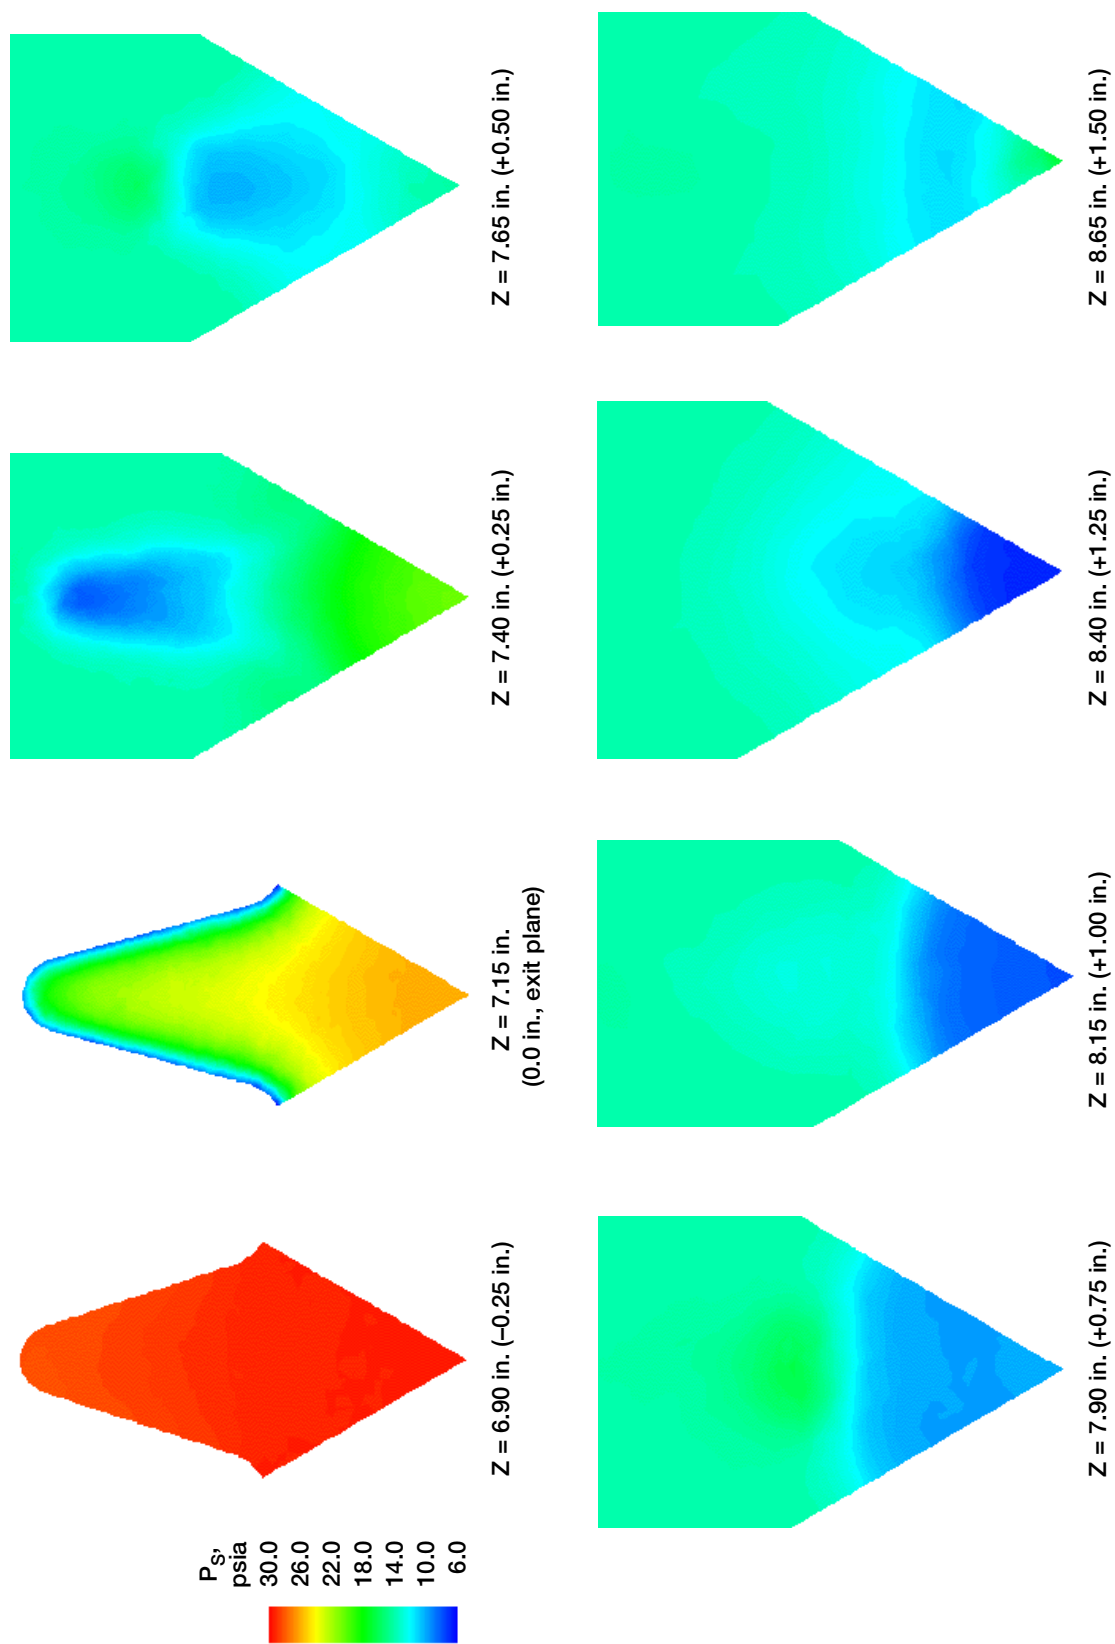 P_S,
psia
30.0
26.0
22.0
18.0
14.0
10.0
6.0
Z = 6.90 in. (–0.25 in.)
Z = 7.15 in.
(0.0 in., exit plane)
Z = 7.40 in. (+0.25 in.)
Z = 7.65 in. (+0.50 in.)
Z = 7.90 in. (+0.75 in.)
Z = 8.15 in. (+1.00 in.)
Z = 8.40 in. (+1.25 in.)
Z = 8.65 in. (+1.50 in.)